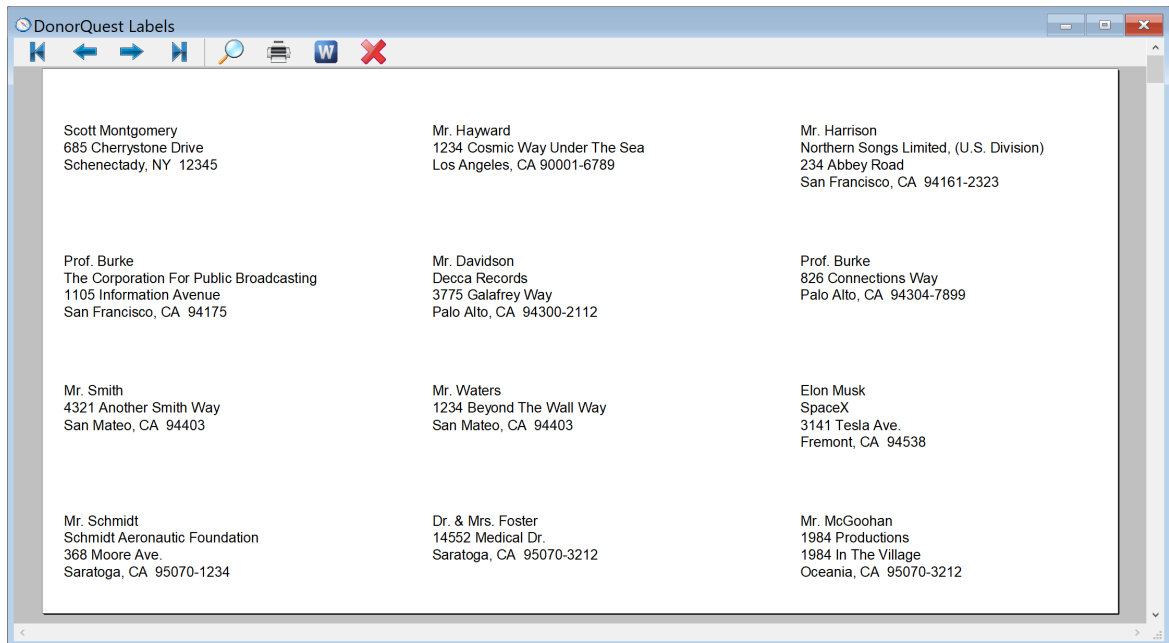 DonorQuest Labels
W
Scott Montgomery
685 Cherrystone Drive
Schenectady, NY  12345
Mr. Hayward
1234 Cosmic Way Under The Sea
Los Angeles, CA 90001-6789
Mr. Harrison
Northern Songs Limited, (U.S. Division)
234 Abbey Road
San Francisco, CA  94161-2323
Prof. Burke
The Corporation For Public Broadcasting
1105 Information Avenue
San Francisco, CA  94175
Mr. Davidson
Decca Records
3775 Galafrey Way
Palo Alto, CA  94300-2112
Prof. Burke
826 Connections Way
Palo Alto, CA  94304-7899
Mr. Smith
4321 Another Smith Way
San Mateo, CA  94403
Mr. Waters
1234 Beyond The Wall Way
San Mateo, CA  94403
Elon Musk
SpaceX
3141 Tesla Ave.
Fremont, CA  94538
Mr. Schmidt
Schmidt Aeronautic Foundation
368 Moore Ave.
Saratoga, CA  95070-1234
Dr. & Mrs. Foster
14552 Medical Dr.
Saratoga, CA  95070-3212
Mr. McGoohan
1984 Productions
1984 In The Village
Oceania, CA  95070-3212